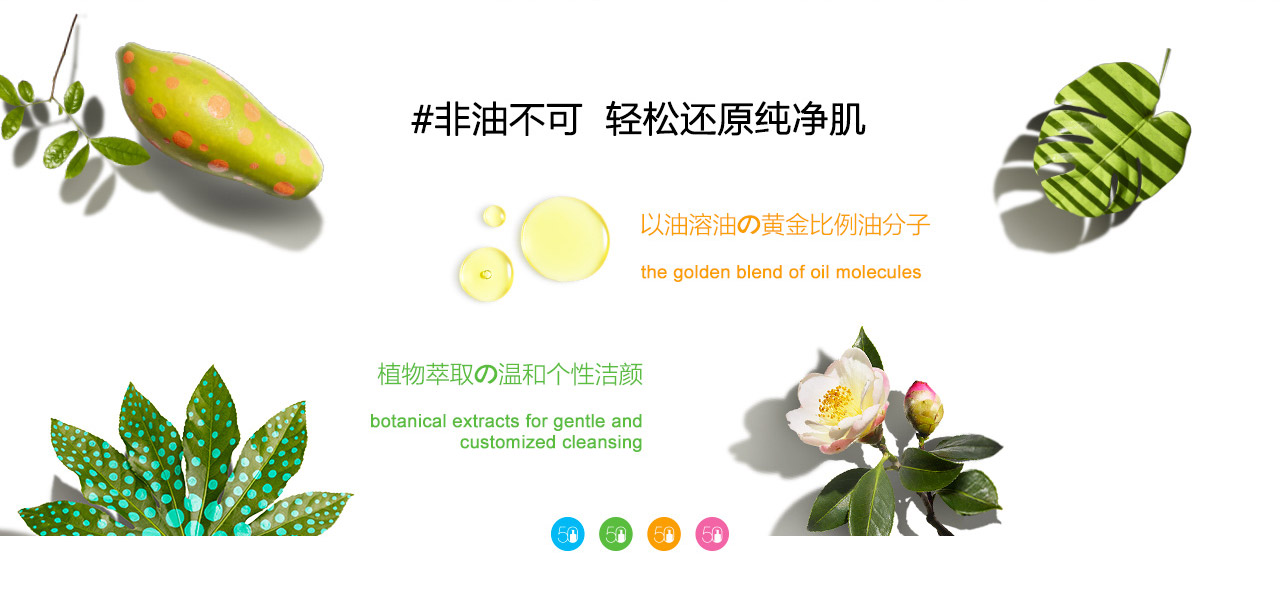 #非油不可 轻松还原纯净肌
以油溶油の黄金比例油分子
the golden blend of oil molecules
植物萃取の温和个性洁颜
botanical extracts for gentle and
customized cleansing
50 50 50 50